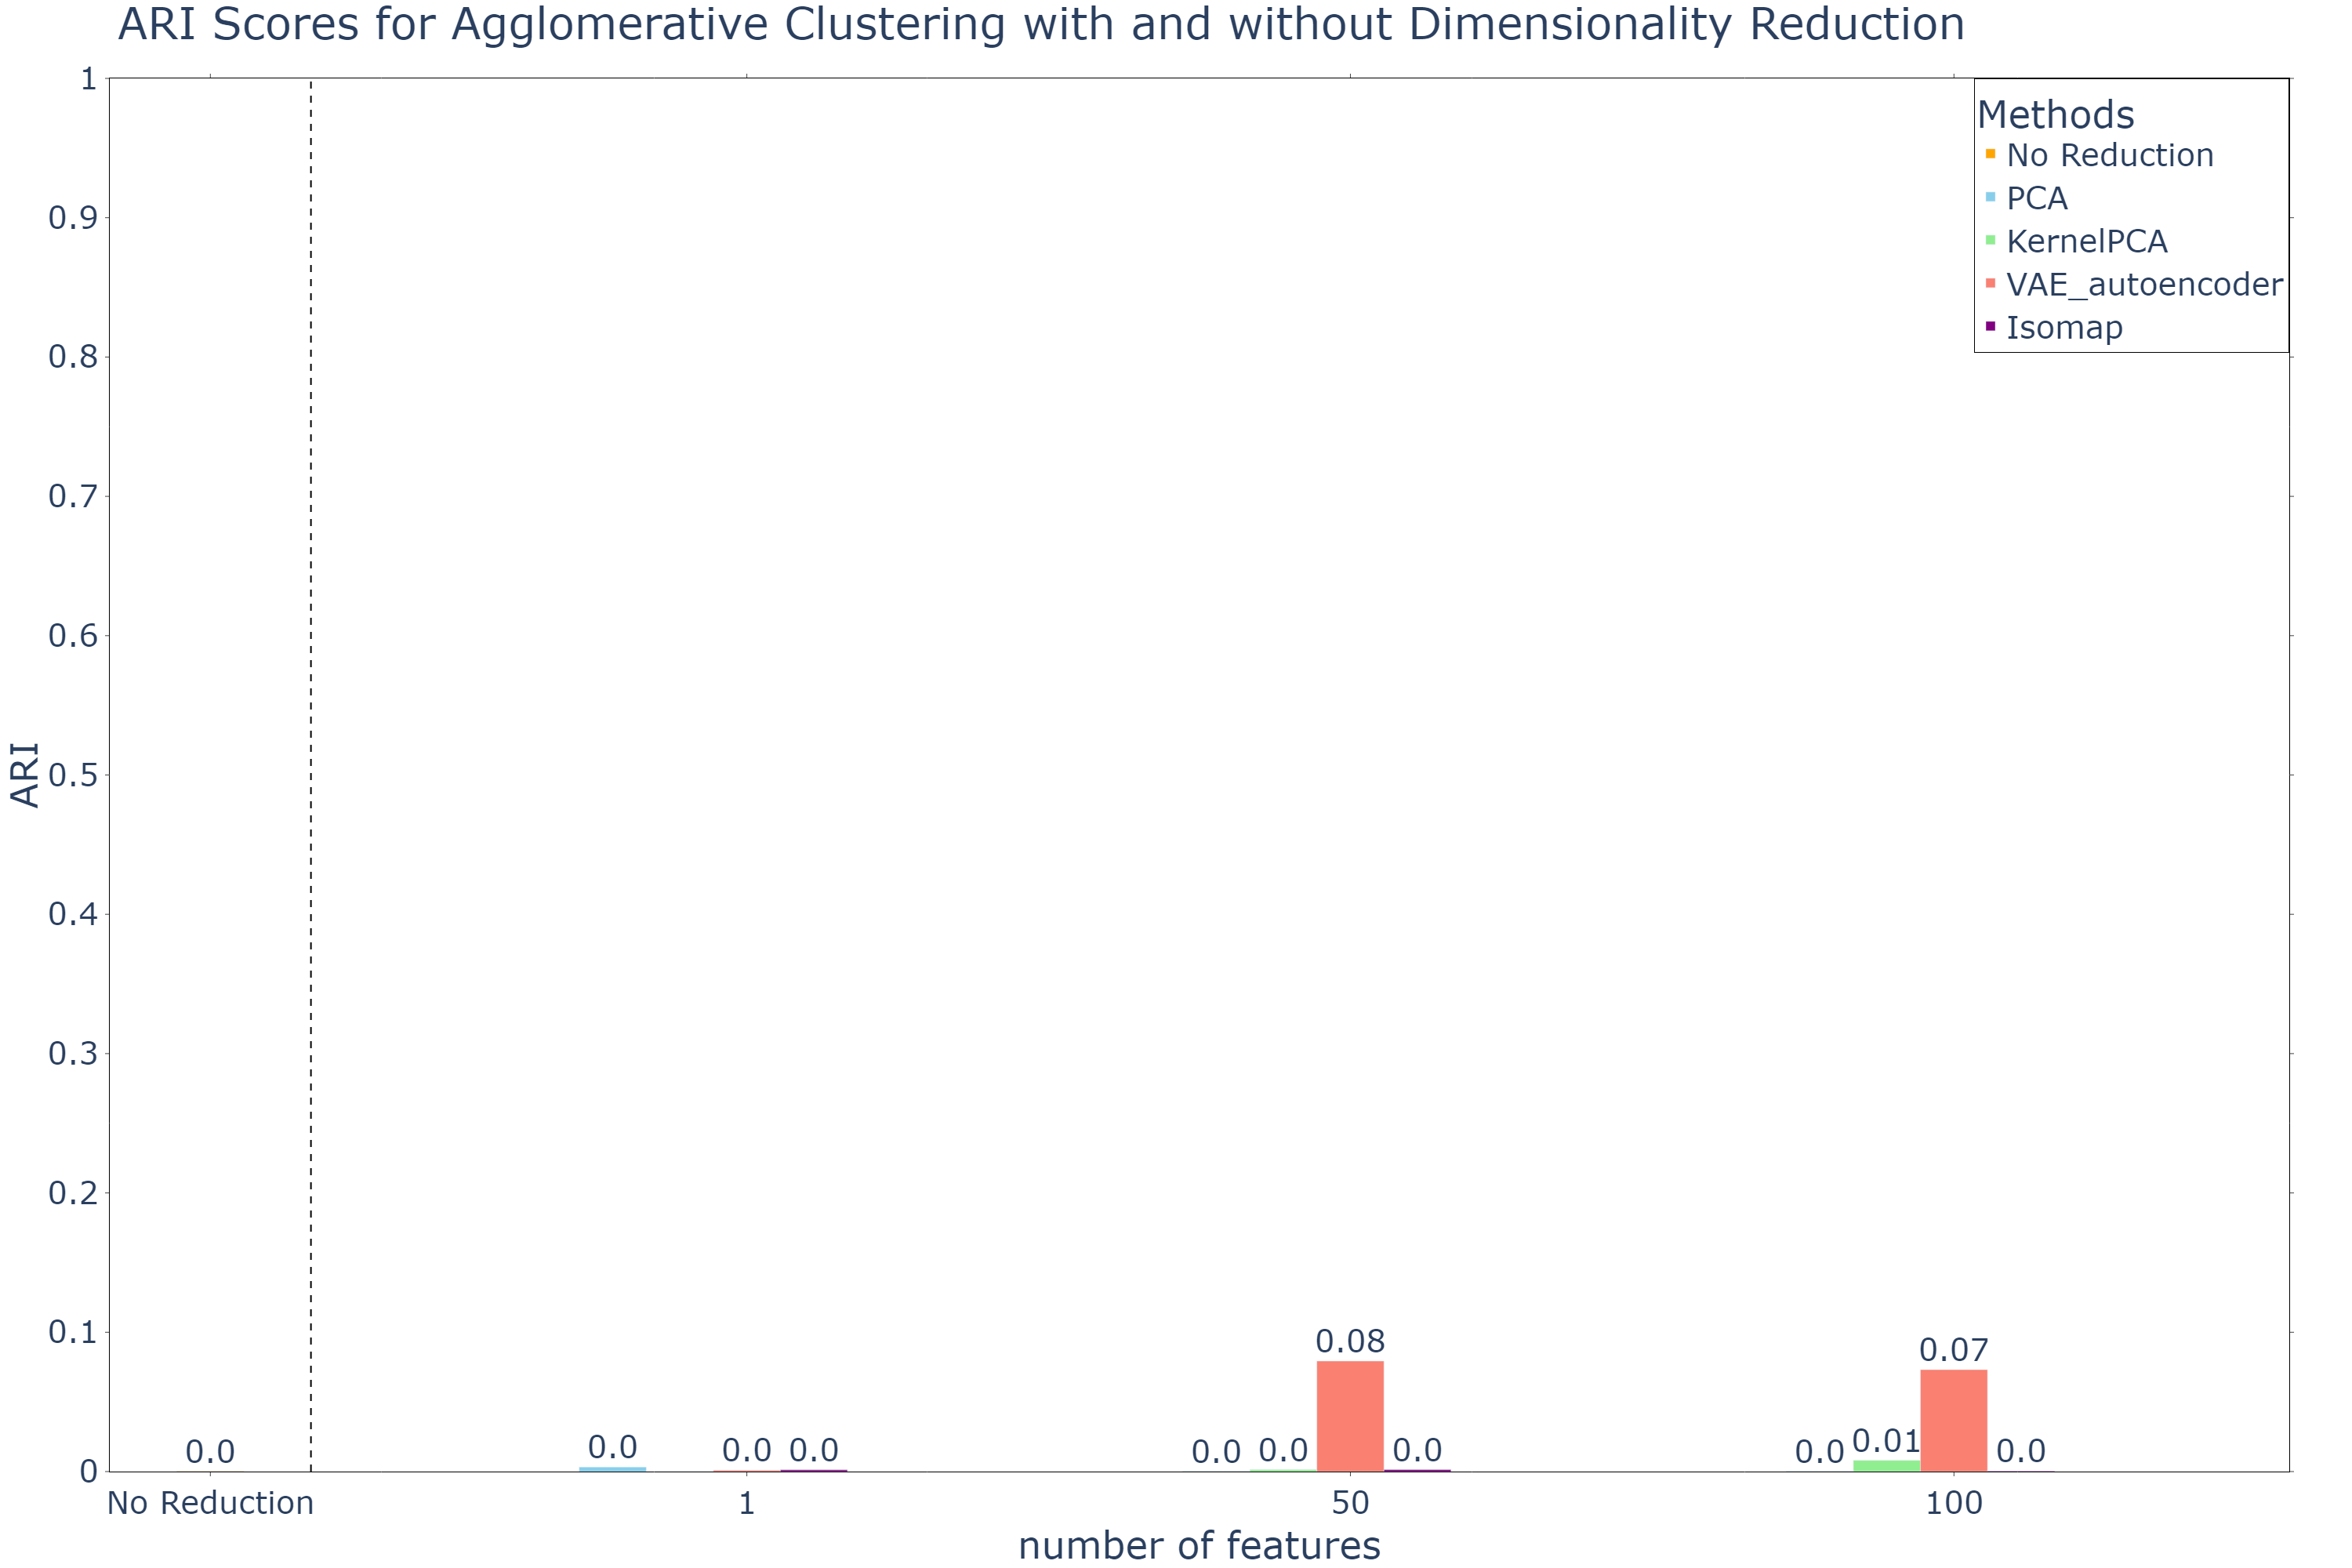 ARI Scores for Agglomerative Clustering with and without Dimensionality Reduction
Methods
No Reduction
PCA
KernelPCA
VAE_autoencoder
Isomap
ARI
1
0.9
0.8
0.7
0.6
0.5
0.4
0.3
0.2
0.1
0
0.0
0.0 0.0 0.0
0.0 0.0 0.08 0.0
0.0 0.01 0.07 0.0
No Reduction 1 50 100
number of features